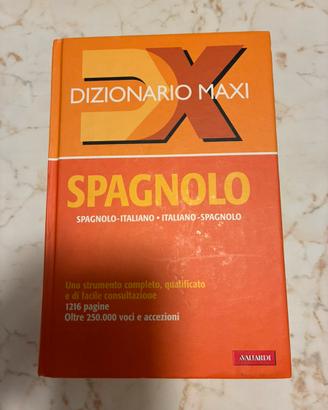 DX
DIZIONARIO MAXI
SPAGNOLO
SPAGNOLO-ITALIANO • ITALIANO-SPAGNOLO
Uno strumento completo, qualificato
e di facile consultazione
1216 pagine
Oltre 250.000 voci e accezioni
A.VALLARDI